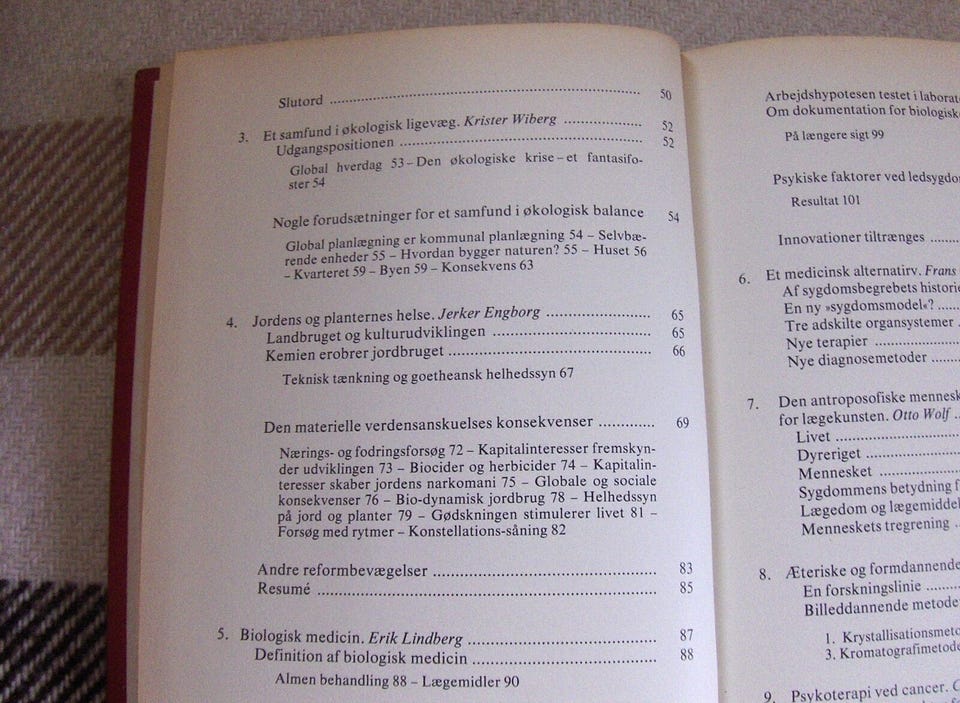 Slutord ........ 50
3. Et samfund i økologisk ligevæg. Krister Wiberg ........ 52
Udgangspositionen ........ 52
Global hverdag 53 – Den økologiske krise – et fantasifo-
ster 54
Nogle forudsætninger for et samfund i økologisk balance 54
Global planlægning er kommunal planlægning 54 – Selvbæ-
rende enheder 55 – Hvordan bygger naturen? 55 – Huset 56
– Kvarteret 59 – Byen 59 – Konsekvens 63
4. Jordens og planternes helse. Jerker Engborg ........ 65
Landbruget og kulturudviklingen ........ 65
Kemien erobrer jordbruget ........ 66
Teknisk tænkning og goetheansk helhedssyn 67
Den materielle verdensanskuelses konsekvenser ........ 69
Nærings- og fodringsforsøg 72 – Kapitalinteresser fremskyn-
der udviklingen 73 – Biocider og herbicider 74 – Kapitalin-
teresser skaber jordens narkomani 75 – Globale og sociale
konsekvenser 76 – Bio-dynamisk jordbrug 78 – Helhedssyn
på jord og planter 79 – Gødskningen stimulerer livet 81 –
Forsøg med rytmer – Konstellations-såning 82
Andre reformbevægelser ........ 83
Resumé ........ 85
5. Biologisk medicin. Erik Lindberg ........ 87
Definition af biologisk medicin ........ 88
Almen behandling 88 – Lægemidler 90
Arbejdshypotesen testet i
Om dokumentation for
På længere sigt 99
Psykiske faktorer ved
Resultat 101
Innovationer tiltrænges ........
6. Et medicinsk alternatirv. Frans
Af sygdomsbegrebets
En ny »sygdomsmodel«? ........
Tre adskilte organsystemer
Nye terapier ........
Nye diagnosemetoder ........
7. Den antroposofiske
for lægekunsten. Otto Wolf ..
Livet ........
Dyreriget ........
Mennesket ........
Sygdommens betydning
Lægedom og
Menneskets tregrening ..
8. Æteriske og formdannende
En forskningslinie ........
Billeddannende
1.
3.
9. Psykoterapi ved cancer.